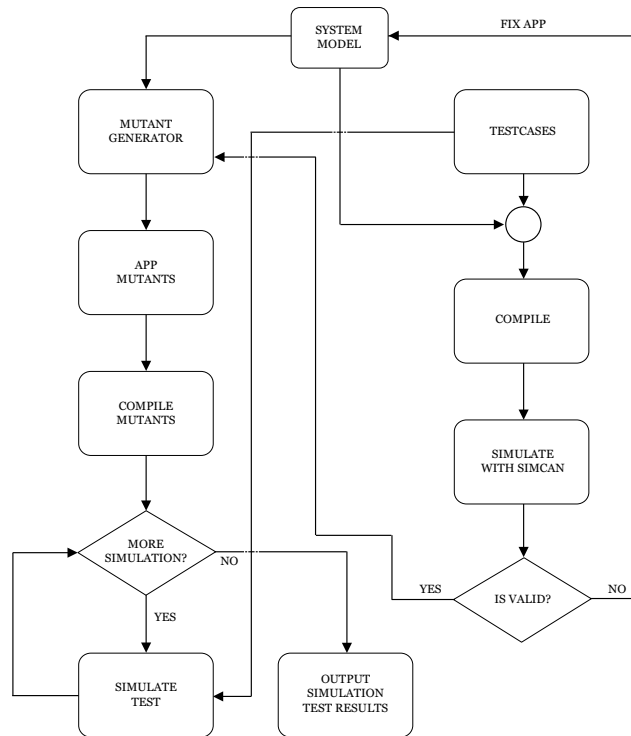 SYSTEM
MODEL
FIX APP
MUTANT
GENERATOR
TESTCASES
APP
MUTANTS
COMPILE
COMPILE
MUTANTS
SIMULATE
WITH SIMCAN
MORE
SIMULATION?
NO
YES
IS VALID?
NO
YES
SIMULATE
TEST
OUTPUT
SIMULATION
TEST RESULTS